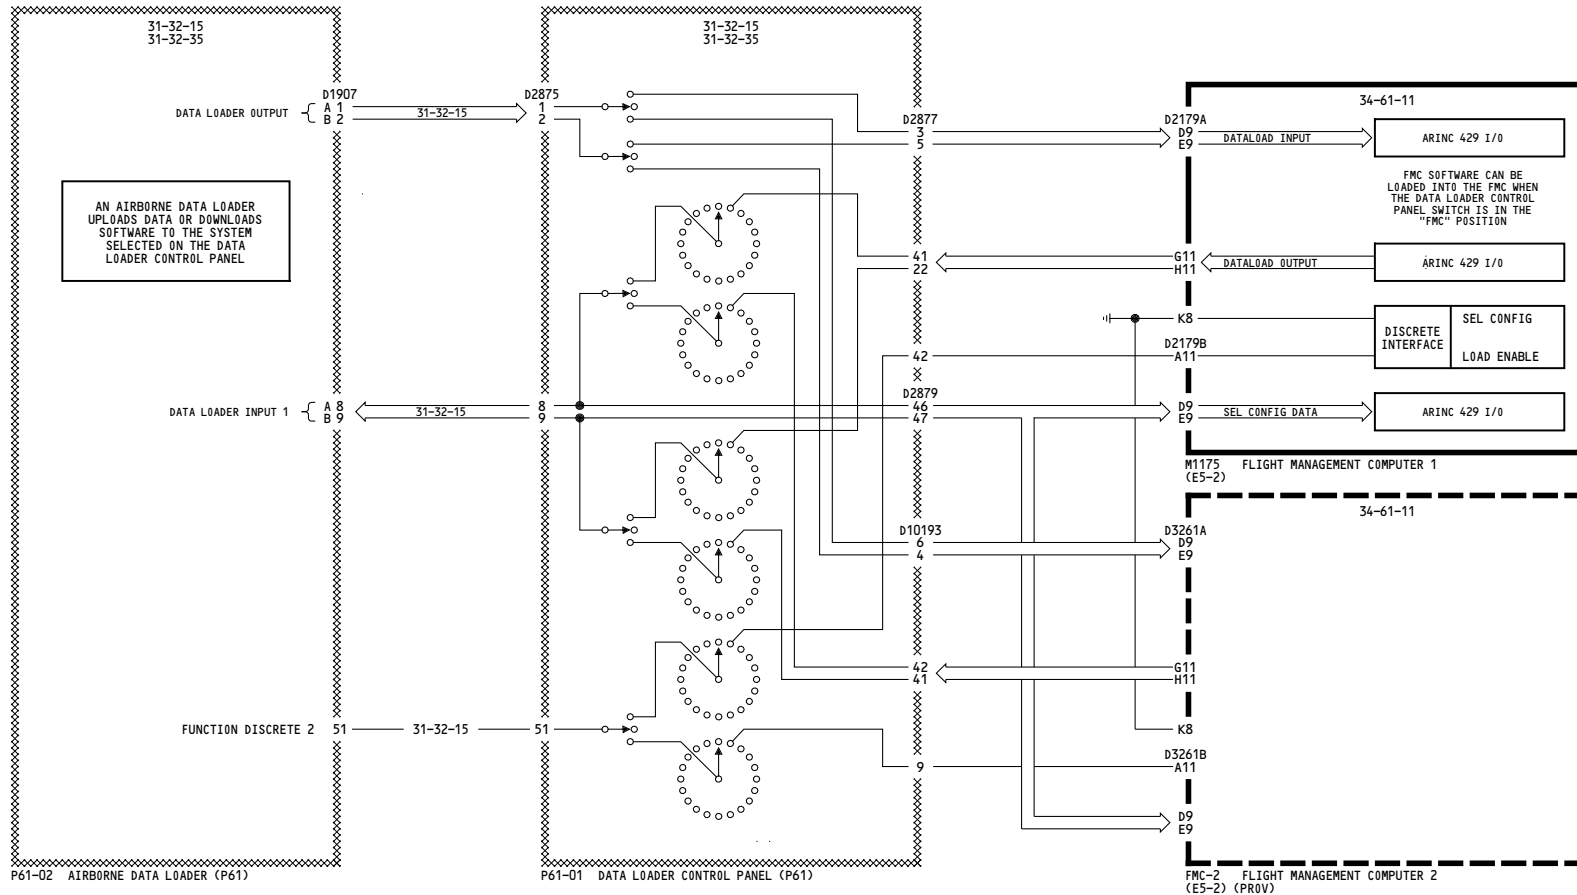 31-32-15
31-32-35
D1907
DATA LOADER OUTPUT
A 1
B 2
31-32-15
AN AIRBORNE DATA LOADER
UPLOADS DATA OR DOWNLOADS
SOFTWARE TO THE SYSTEM
SELECTED ON THE DATA
LOADER CONTROL PANEL
DATA LOADER INPUT 1
A 8
B 9
31-32-15
FUNCTION DISCRETE 2
51
31-32-15
P61-02 AIRBORNE DATA LOADER (P61)
31-32-15
31-32-35
D2875
1
2
8
9
51
D2877
3
5
41
22
42
D2879
46
47
D10193
6
4
42
41
9
P61-01 DATA LOADER CONTROL PANEL (P61)
34-61-11
D2179A
D9
E9
DATALOAD INPUT
ARINC 429 I/O
FMC SOFTWARE CAN BE
LOADED INTO THE FMC WHEN
THE DATA LOADER CONTROL
PANEL SWITCH IS IN THE
"FMC" POSITION
G11
H11
DATALOAD OUTPUT
ARINC 429 I/O
K8
DISCRETE
INTERFACE
SEL CONFIG
LOAD ENABLE
D2179B
A11
D9
E9
SEL CONFIG DATA
ARINC 429 I/O
M1175 FLIGHT MANAGEMENT COMPUTER 1
(E5-2)
34-61-11
D3261A
D9
E9
G11
H11
K8
D3261B
A11
D9
E9
FMC-2 FLIGHT MANAGEMENT COMPUTER 2
(E5-2) (PROV)